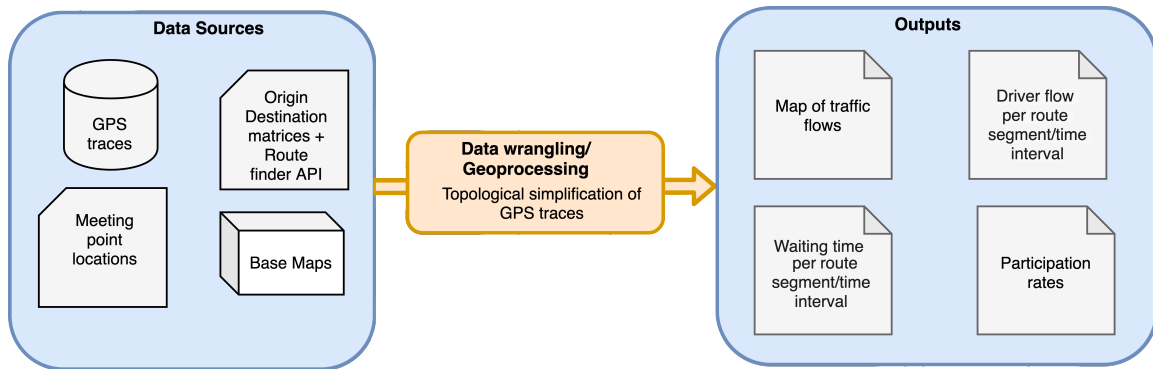 Data Sources
GPS
traces
Origin
Destination
matrices +
Route
finder API
Meeting
point
locations
Base Maps
Data wrangling/
Geoprocessing
Topological simplification of
GPS traces
Outputs
Map of traffic
flows
Driver flow
per route
segment/time
interval
Waiting time
per route
segment/time
interval
Participation
rates